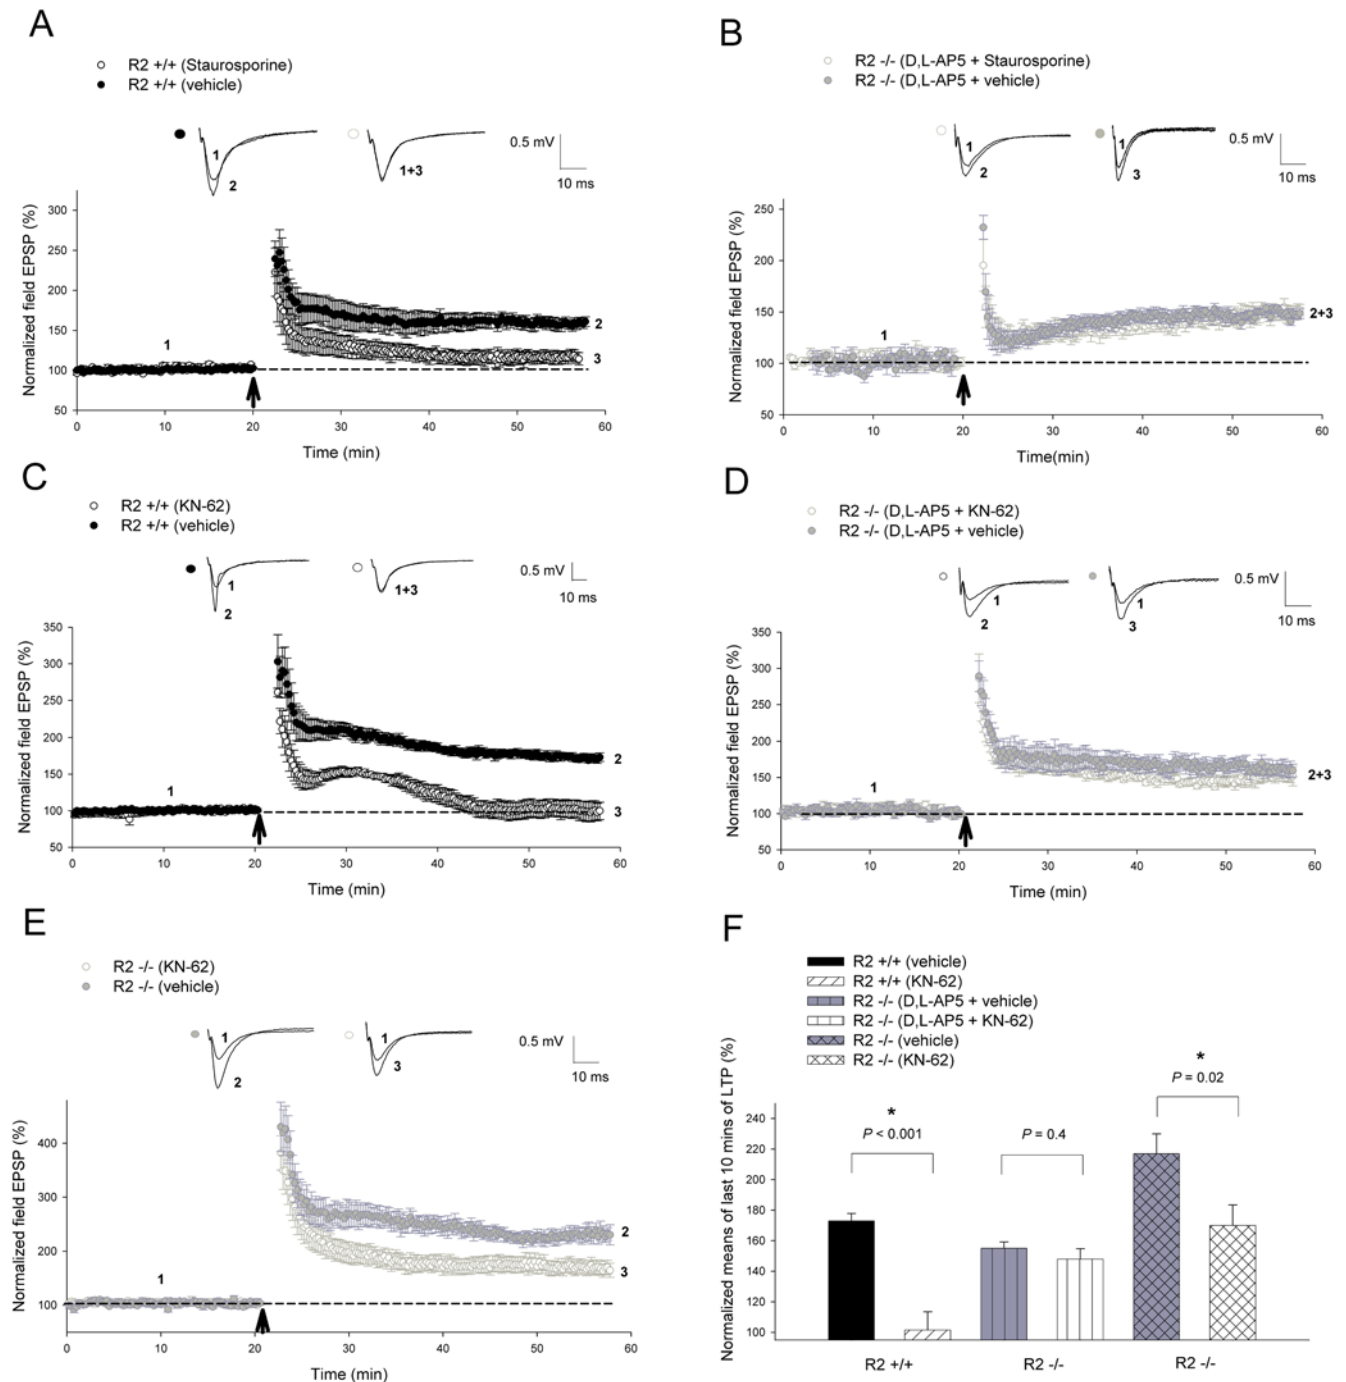 A
R2 +/+ (Staurosporine)
R2 +/+ (vehicle)
1
2
1+3
0.5 mV
10 ms
Normalized field EPSP (%)
300
250
200
150
100
50
1
2
3
0
10
20
30
40
50
60
Time (min)
B
R2 -/- (D,L-AP5 + Staurosporine)
R2 -/- (D,L-AP5 + vehicle)
1
2
1
3
0.5 mV
10 ms
Normalized field EPSP (%)
250
200
150
100
50
1
2+3
0
10
20
30
40
50
60
Time(min)
C
R2 +/+ (KN-62)
R2 +/+ (vehicle)
1
2
1+3
0.5 mV
10 ms
Normalized field EPSP (%)
350
300
250
200
150
100
50
1
2
3
0
10
20
30
40
50
60
Time (min)
D
R2 -/- (D,L-AP5 + KN-62)
R2 -/- (D,L-AP5 + vehicle)
1
2
1
3
0.5 mV
10 ms
Normalized field EPSP (%)
350
300
250
200
150
100
50
1
2+3
0
10
20
30
40
50
60
Time (min)
E
R2 -/- (KN-62)
R2 -/- (vehicle)
1
2
3
0.5 mV
10 ms
Normalized field EPSP (%)
400
300
200
100
1
2
3
0
10
20
30
40
50
60
Time (min)
F
R2 +/+ (vehicle)
R2 +/+ (KN-62)
R2 -/- (D,L-AP5 + vehicle)
R2 -/- (D,L-AP5 + KN-62)
R2 -/- (vehicle)
R2 -/- (KN-62)
Normalized means of last 10 mins of LTP (%)
240
220
200
180
160
140
120
100
*
P < 0.001
P = 0.4
*
P = 0.02
R2 +/+
R2 -/-
R2 -/-